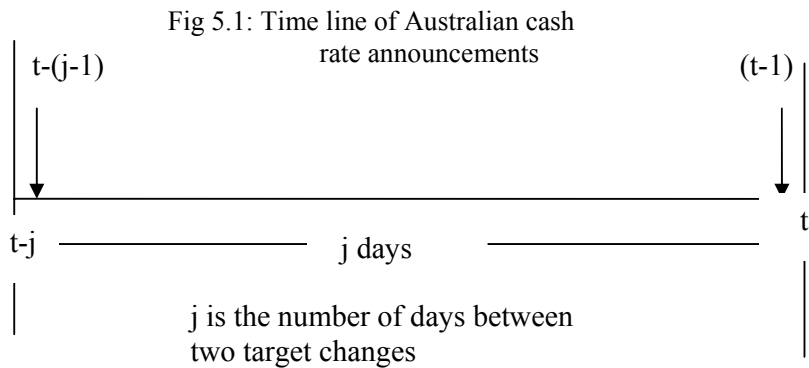 Fig 5.1: Time line of Australian cash
rate announcements
t-(j-1)
(t-1)
t-j
j days
t
j is the number of days between
two target changes